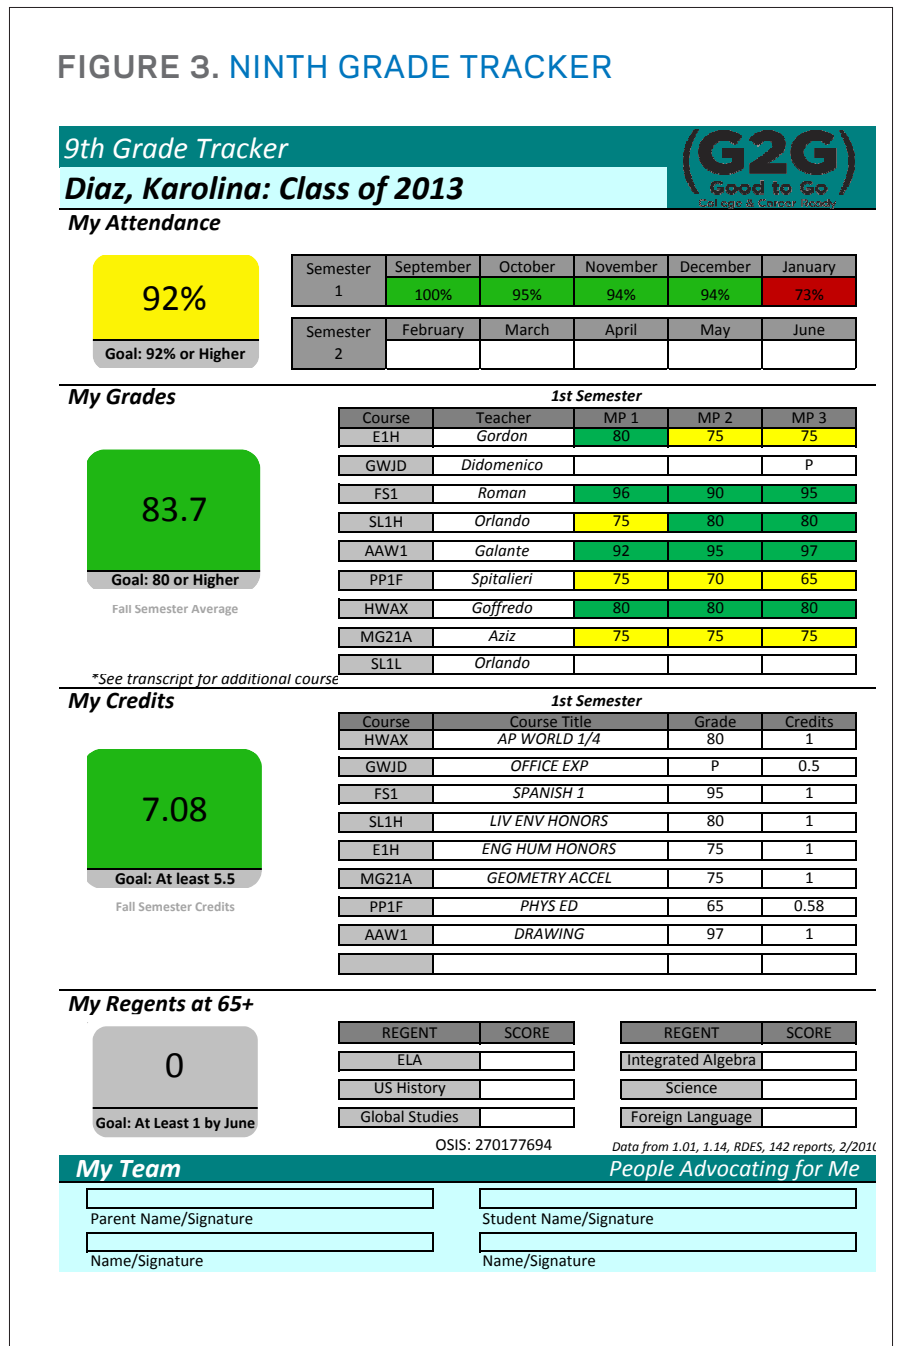 FIGURE 3. NINTH GRADE TRACKER
9th Grade Tracker
(G2G)
Good to Go
College & Career Ready
Diaz, Karolina: Class of 2013
My Attendance
92%
Goal: 92% or Higher
Semester 1 September October November December January
100% 95% 94% 94% 73%
Semester 2 February March April May June
My Grades
1st Semester
Course Teacher MP 1 MP 2 MP 3
E1H Gordon 80 75 75
GWJD Didomenico P
FS1 Roman 96 90 95
SL1H Orlando 75 80 80
AAW1 Galante 92 95 97
PP1F Spitalieri 75 70 65
HWAX Goffredo 80 80 80
MG21A Aziz 75 75 75
SL1L Orlando
83.7
Goal: 80 or Higher
Fall Semester Average
*See transcript for additional course
My Credits
1st Semester
Course Course Title Grade Credits
HWAX AP WORLD 1/4 80 1
GWJD OFFICE EXP P 0.5
FS1 SPANISH 1 95 1
SL1H LIV ENV HONORS 80 1
E1H ENG HUM HONORS 75 1
MG21A GEOMETRY ACCEL 75 1
PP1F PHYS ED 65 0.58
AAW1 DRAWING 97 1
7.08
Goal: At least 5.5
Fall Semester Credits
My Regents at 65+
0
Goal: At Least 1 by June
REGENT SCORE REGENT SCORE
ELA Integrated Algebra
US History Science
Global Studies Foreign Language
OSIS: 270177694
Data from 1.01, 1.14, RDES, 142 reports, 2/2010
My Team People Advocating for Me
Parent Name/Signature Student Name/Signature
Name/Signature Name/Signature